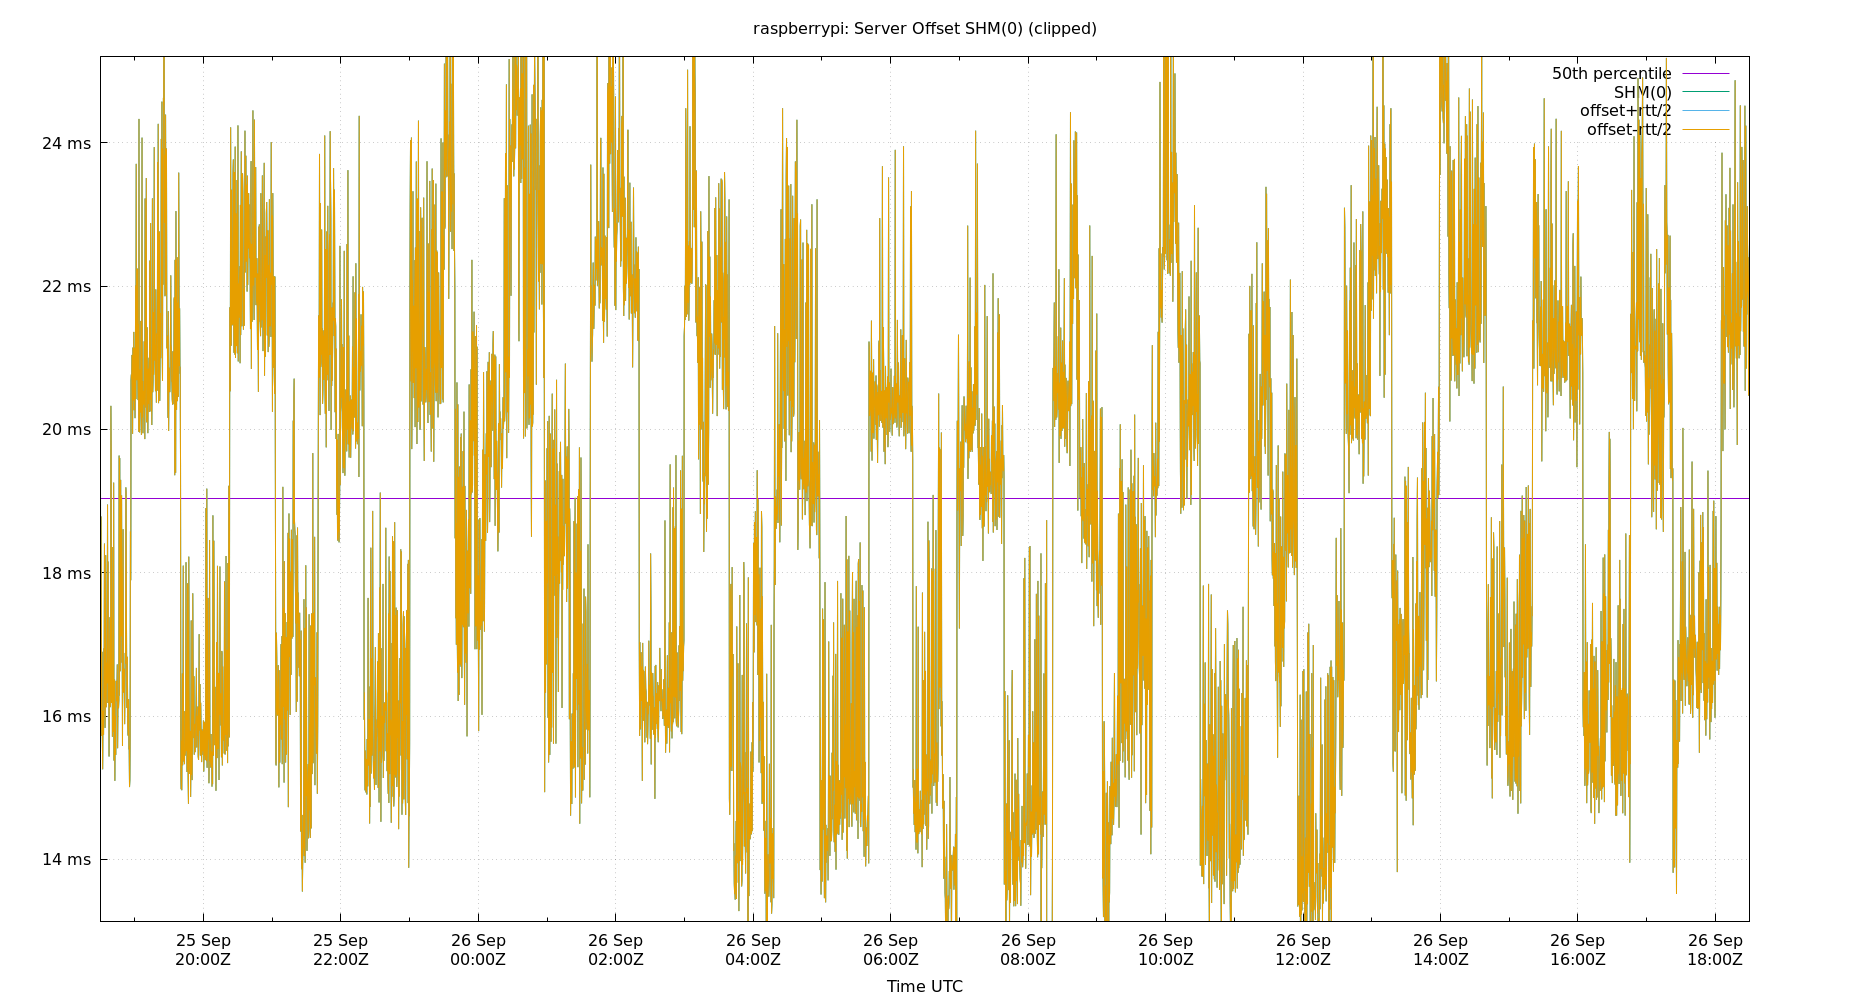 raspberrypi: Server Offset SHM(0) (clipped)
50th percentile
SHM(0)
offset+rtt/2
offset-rtt/2
24 ms
22 ms
20 ms
18 ms
16 ms
14 ms
25 Sep 25 Sep 26 Sep 26 Sep 26 Sep 26 Sep 26 Sep 26 Sep 26 Sep 26 Sep 26 Sep 26 Sep
20:00Z 22:00Z 00:00Z 02:00Z 04:00Z 06:00Z 08:00Z 10:00Z 12:00Z 14:00Z 16:00Z 18:00Z
Time UTC